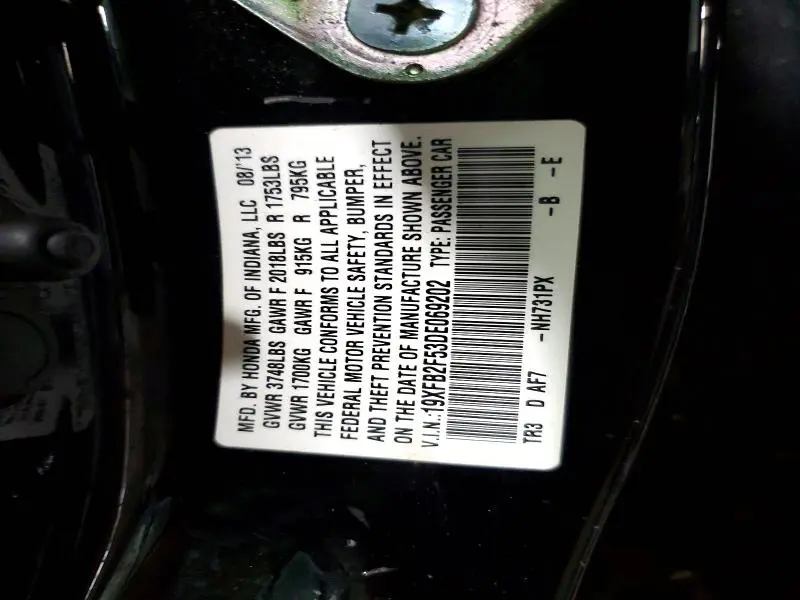 MFD. BY HONDA MFG. OF INDIANA, LLC 08/'13
GVWR 3748LBS GAWR F 2018LBS R 1753LBS
GVWR 1700KG GAWR F 915KG R 795KG
THIS VEHICLE CONFORMS TO ALL APPLICABLE
FEDERAL MOTOR VEHICLE SAFETY, BUMPER,
AND THEFT PREVENTION STANDARDS IN EFFECT
ON THE DATE OF MANUFACTURE SHOWN ABOVE.
V.I.N.:19XFB2F53DE069202 TYPE: PASSENGER CAR
TR3 D AF7 -NH731PX -B -E